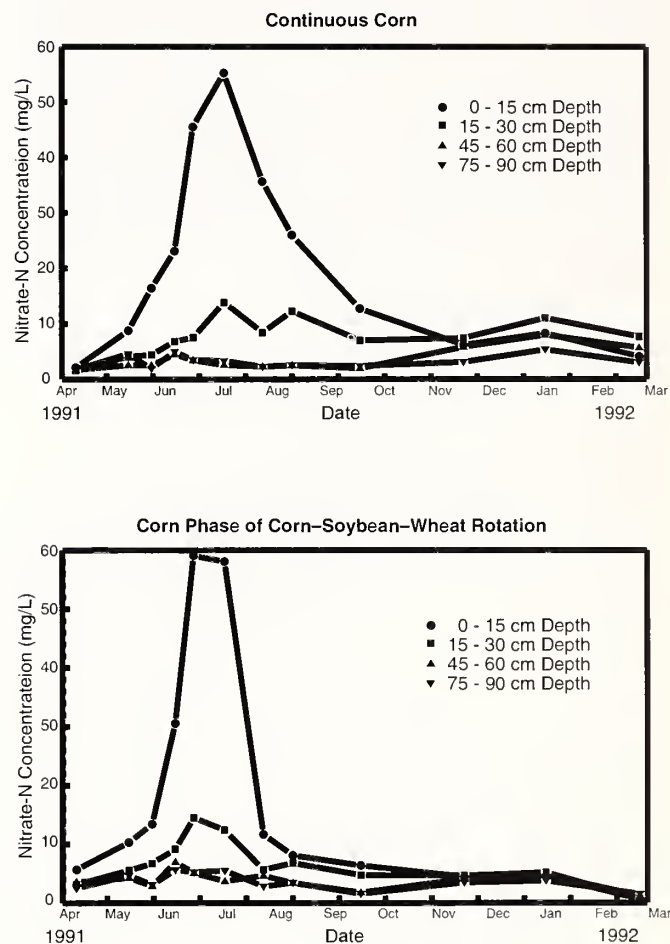 Continuous Corn
Nitrate-N Concentrateion (mg/L)
60
50
40
50
20
10
0
0 - 15 cm Depth
15 - 30 cm Depth
45 - 60 cm Depth
75 - 90 cm Depth
Apr May Jun Jul Aug Sep Oct Nov Dec Jan Feb Mar
1991 Date 1992
Corn Phase of Corn–Soybean–Wheat Rotation
Nitrate-N Concentrateion (mg/L)
60
50
40
50
20
10
0
0 - 15 cm Depth
15 - 30 cm Depth
45 - 60 cm Depth
75 - 90 cm Depth
Apr May Jun Jul Aug Sep Oct Nov Dec Jan Feb Mar
1991 Date 1992